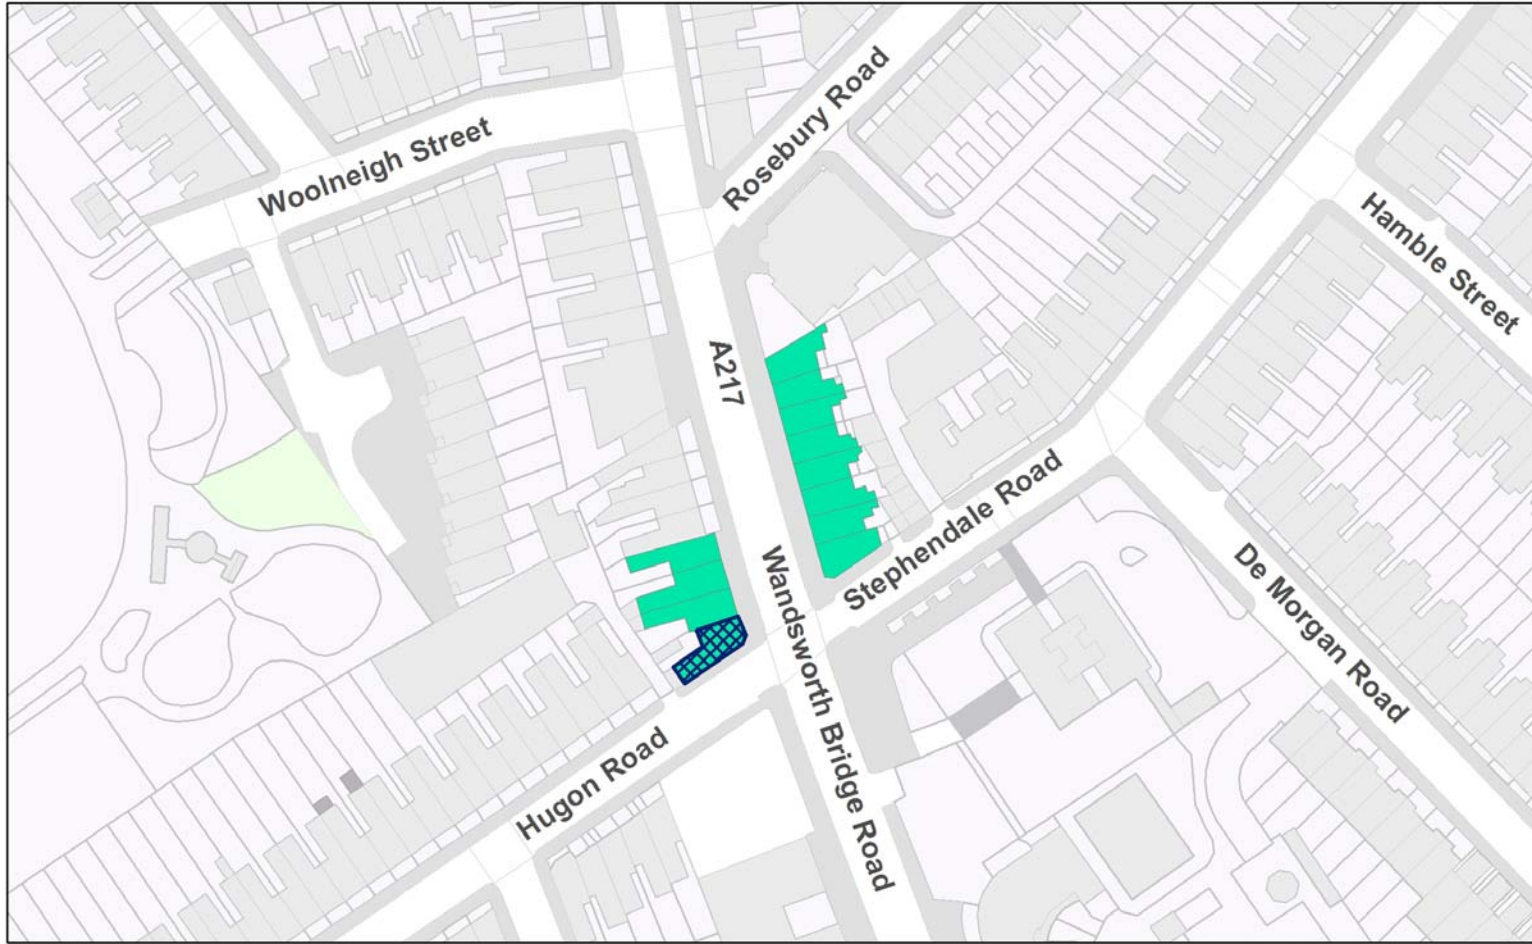 Woolneigh Street
Rosebury Road
Hamble Street
A217
Stephendale Road
Wandsworth Bridge Road
De Morgan Road
Hugon Road